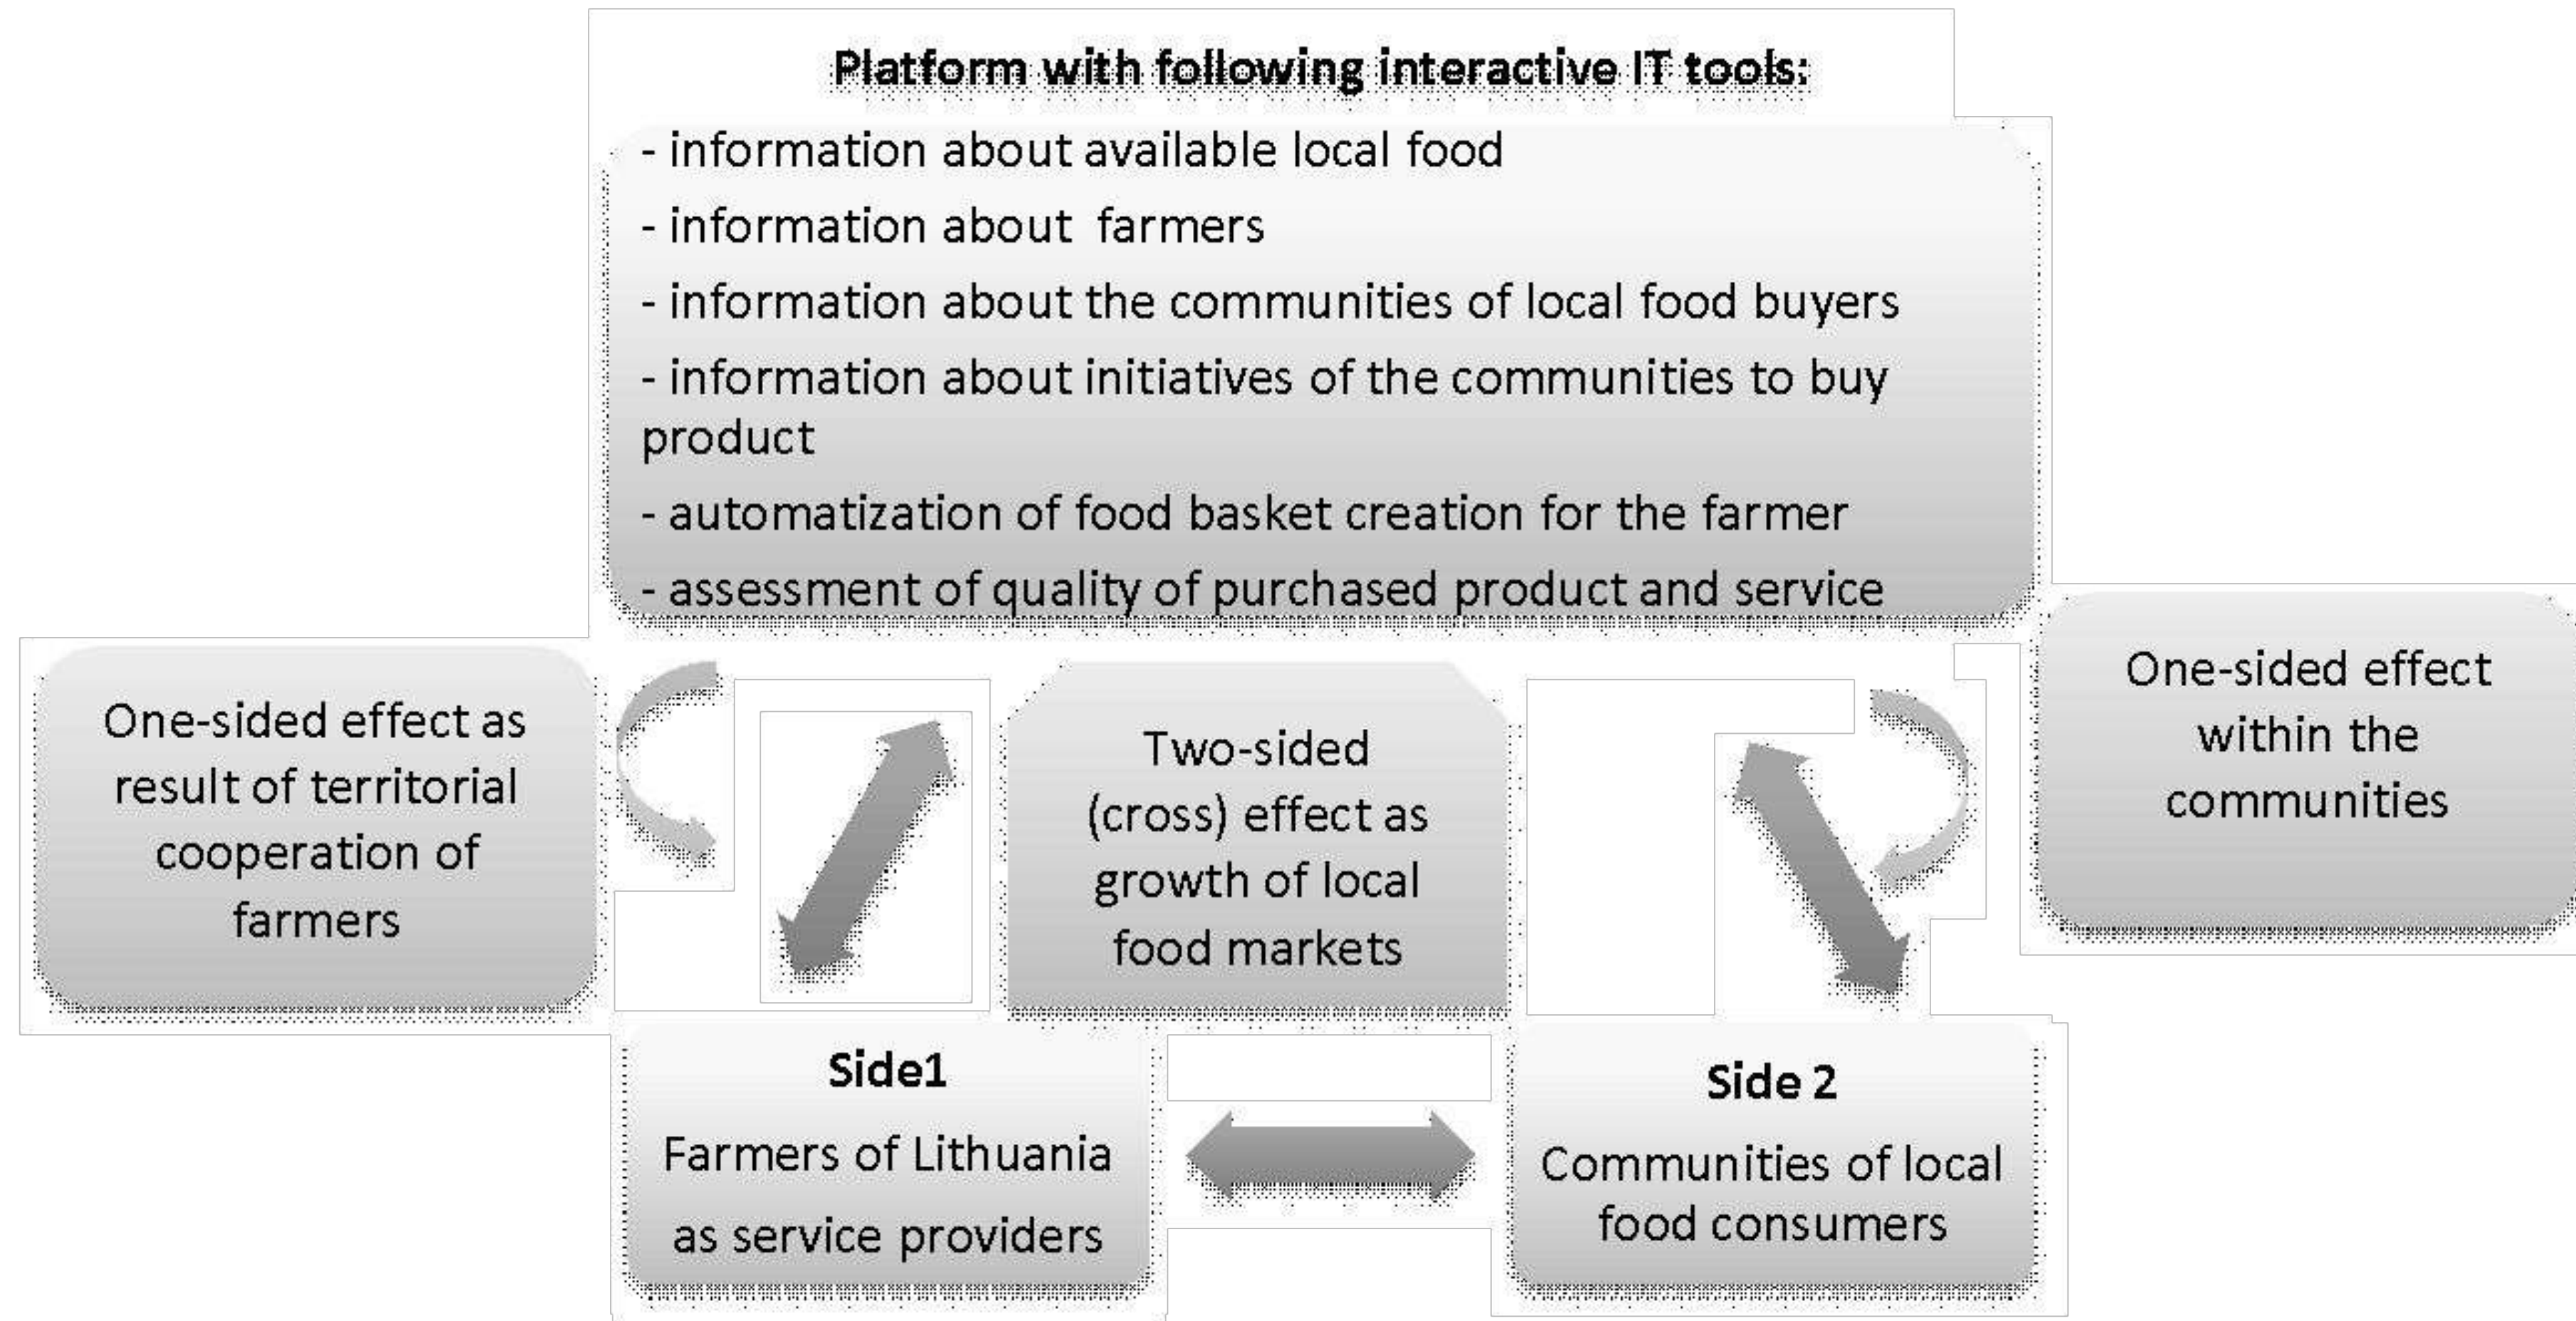 Platform with following interactive IT tools:
- information about available local food
- information about farmers
- information about the communities of local food buyers
- information about initiatives of the communities to buy
product
- automatization of food basket creation for the farmer
- assessment of quality of purchased product and service
One-sided effect as
result of territorial
cooperation of
farmers
Two-sided
(cross) effect as
growth of local
food markets
One-sided effect
within the
communities
Side1
Farmers of Lithuania
as service providers
Side 2
Communities of local
food consumers